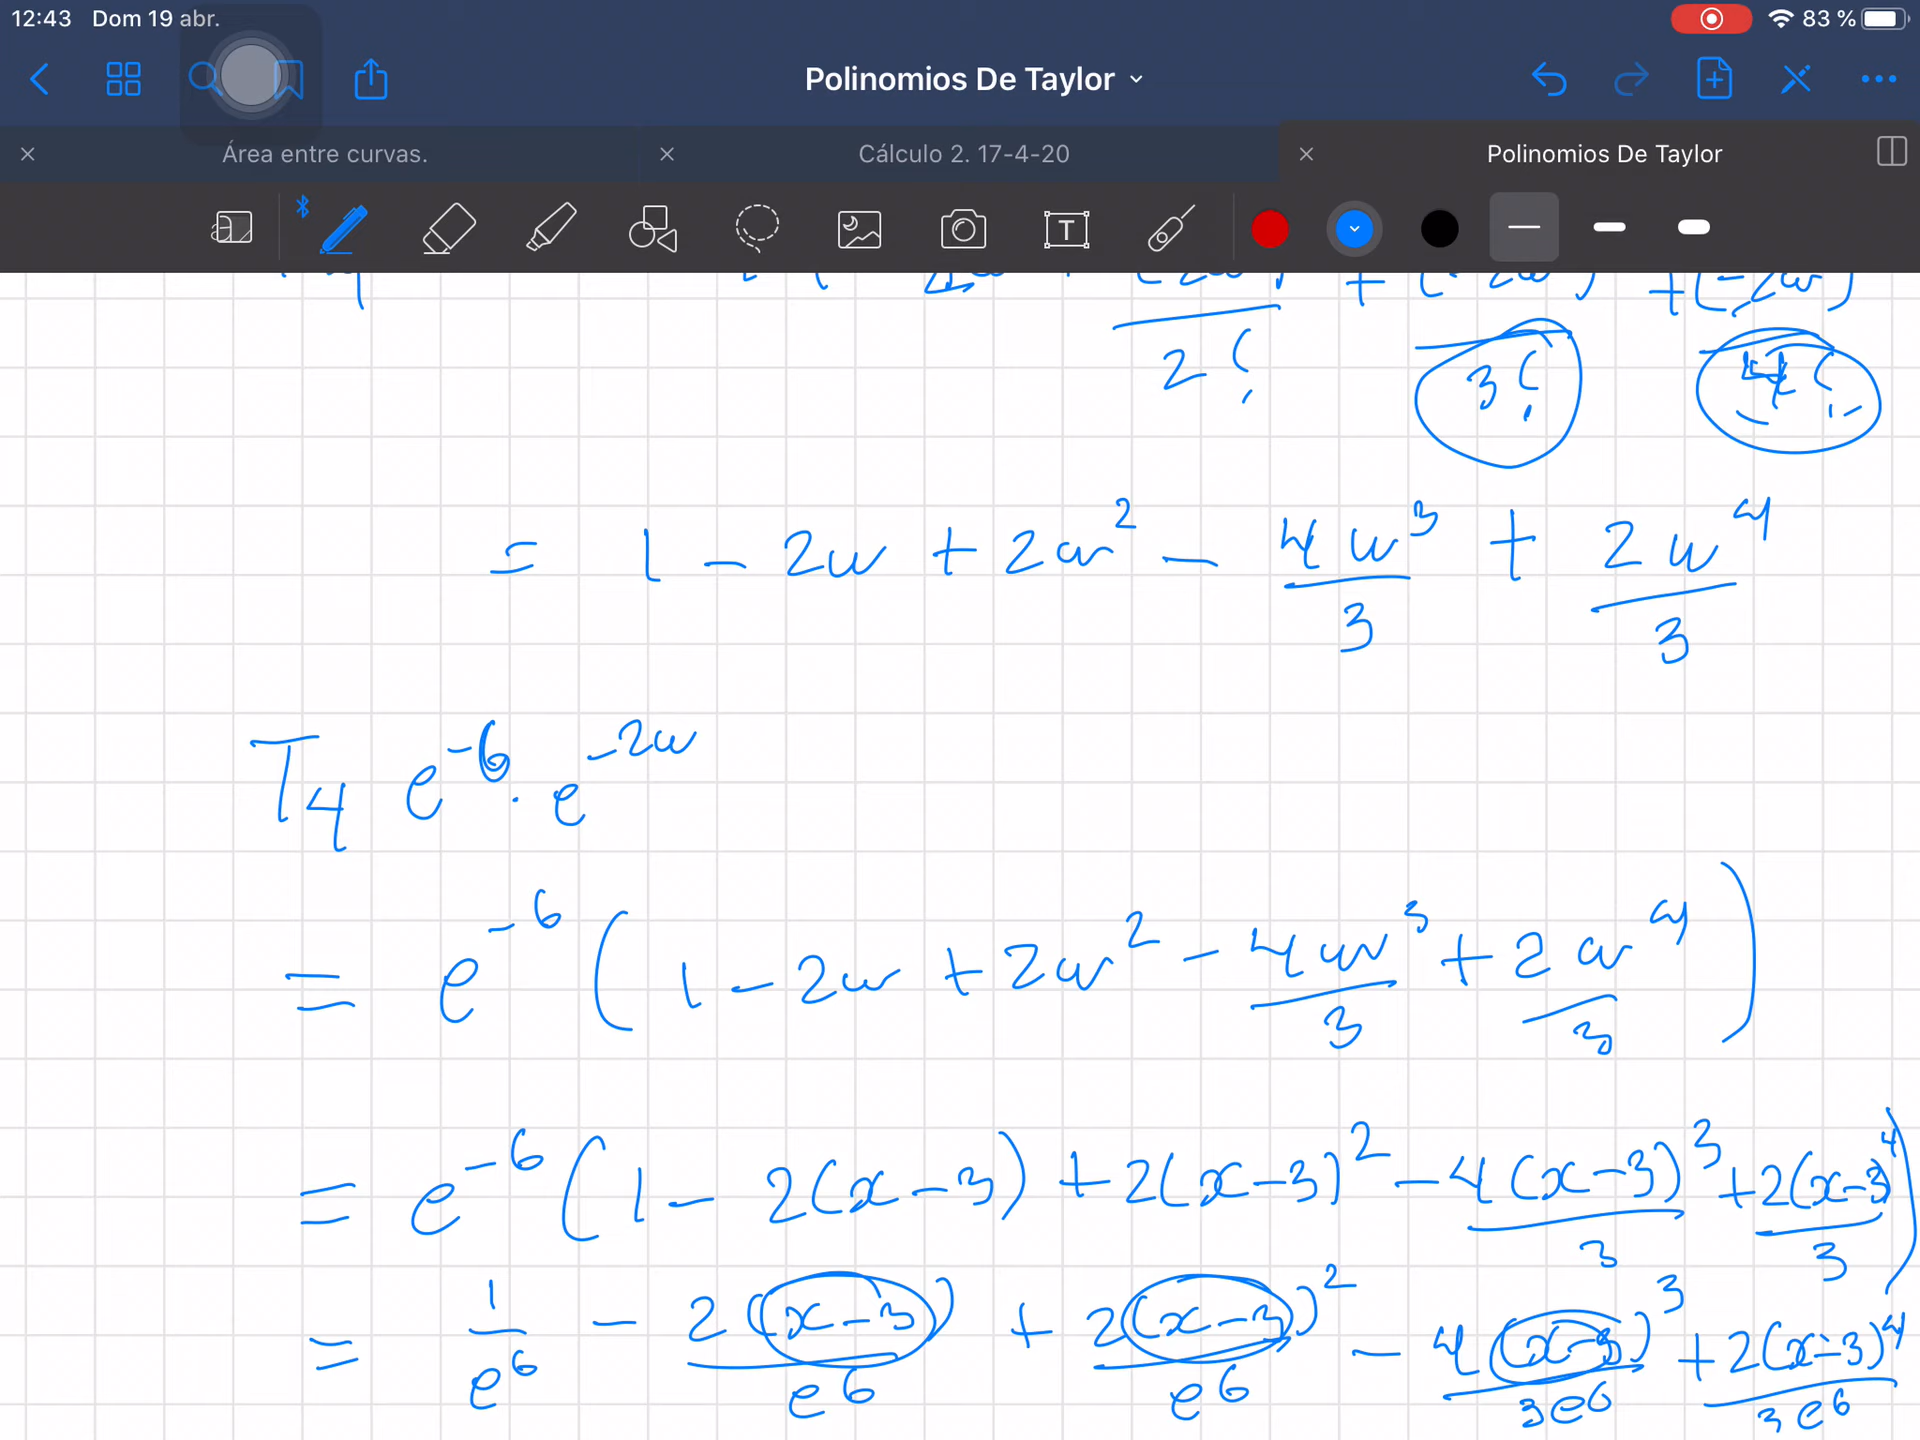 12:43 Dom 19 abr. 83 %
Polinomios De Taylor
Área entre curvas. Cálculo 2. 17-4-20 Polinomios De Taylor
T
2! 3! 4!
= 1 - 2w + 2w² - 4w³/3 + 2w⁴/3
T₄ e⁻⁶ · e⁻²ʷ
= e⁻⁶ (1 - 2w + 2w² - 4w³/3 + 2w⁴/3)
= e⁻⁶ (1 - 2(x-3) + 2(x-3)² - 4(x-3)³/3 + 2(x-3)⁴/3)
= 1/e⁶ - 2(x-3)/e⁶ + 2(x-3)²/e⁶ - 4(x-3)³/3e⁶ + 2(x-3)⁴/3e⁶